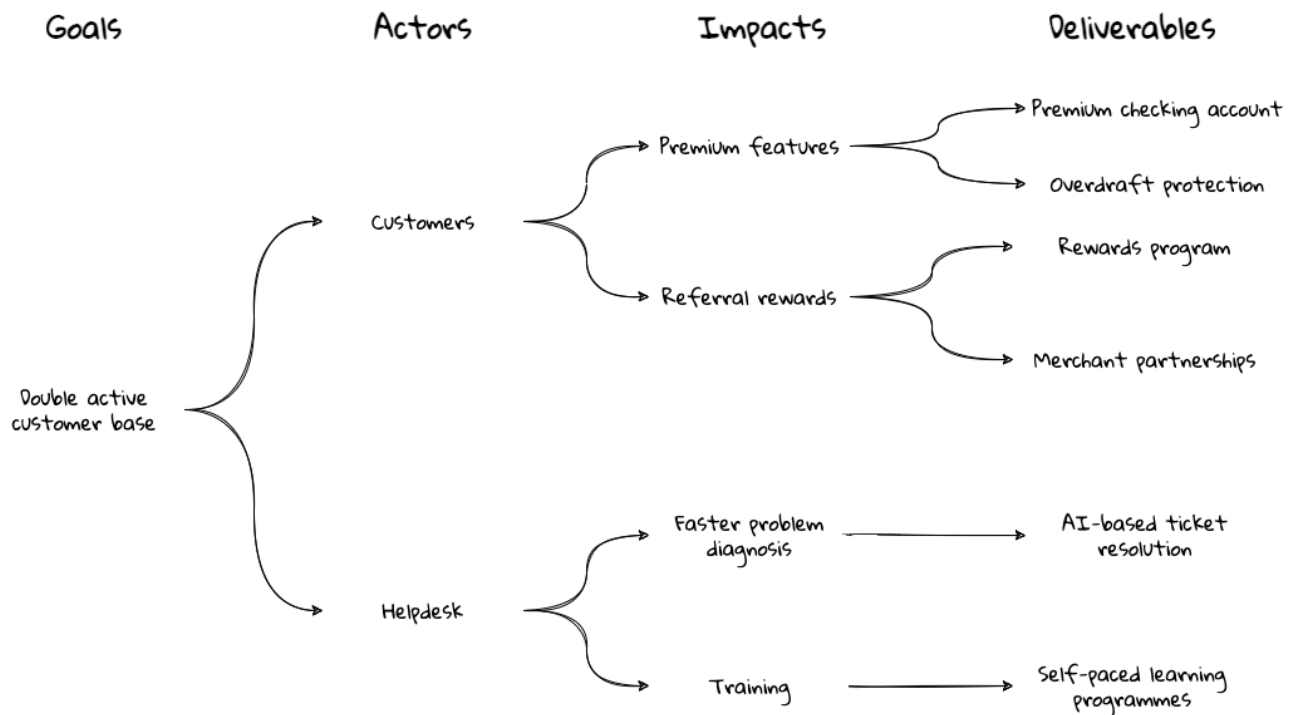 Goals
Actors
Impacts
Deliverables
Premium checking account
Premium features
Overdraft protection
Customers
Rewards program
Referral rewards
Merchant partnerships
Double active
customer base
Faster problem
diagnosis
AI-based ticket
resolution
Helpdesk
Training
Self-paced learning
programmes